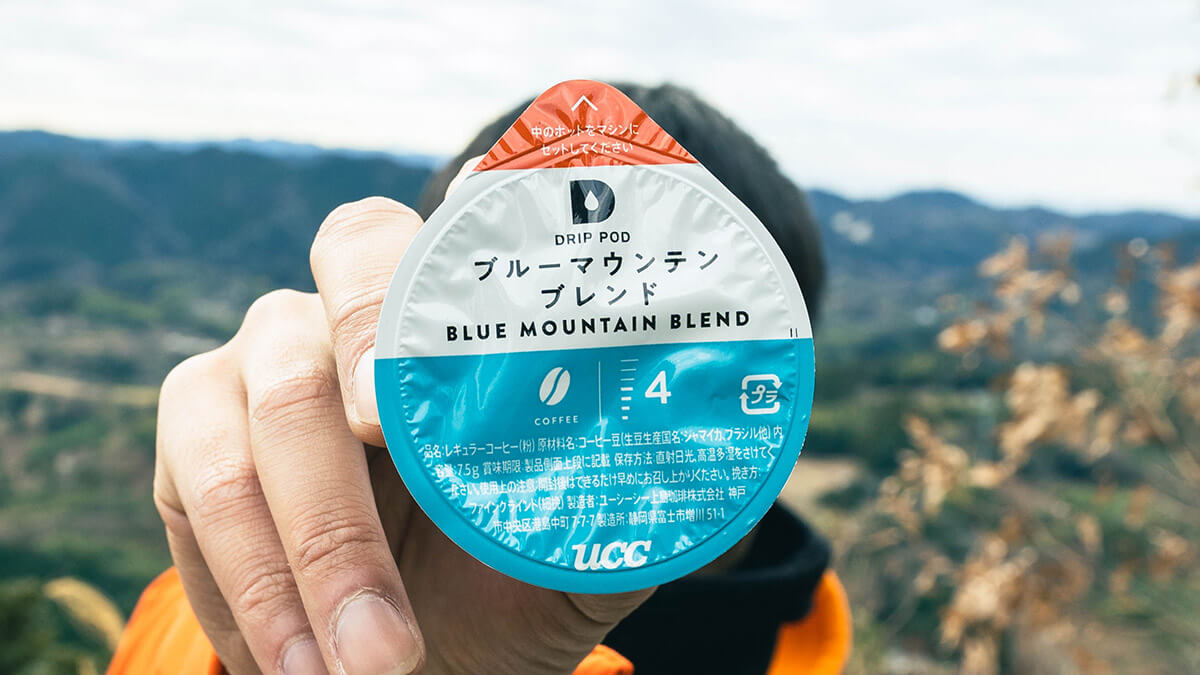 中のポットをマシンに
セットしてください
D
DRIP POD
ブルーマウンテン
ブレンド
BLUE MOUNTAIN BLEND
COFFEE
4
プラ
品名:レギュラーコーヒー(粉) 原材料名:コーヒー豆(生豆生産国名:ジャマイカ、ブラジル他) 内
容量:7.5g 賞味期限:製品側面上段に記載 保存方法:直射日光、高温多湿をさけてく
ださい。使用上の注意:開封後はできるだけ早めにお召し上がりください。挽き方:
ファイングラインド(細挽) 製造者:ユーシーシー上島珈琲株式会社 神戸
市中央区港島中町7-7-7 製造所:静岡県富士市増川51-1
UCC